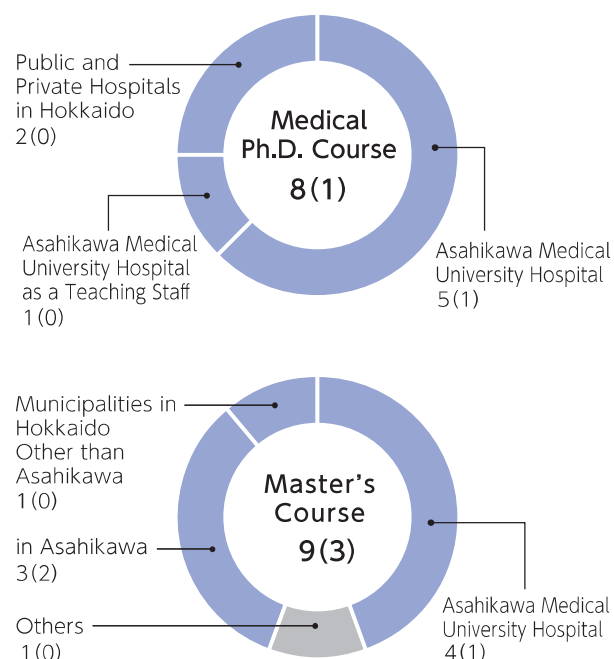 Public and
Private Hospitals
in Hokkaido
2(0)
Medical
Ph.D. Course
8(1)
Asahikawa Medical
University Hospital
as a Teaching Staff
1(0)
Asahikawa Medical
University Hospital
5(1)
Municipalities in
Hokkaido
Other than
Asahikawa
1(0)
Master's
Course
9(3)
in Asahikawa
3(2)
Others
1(0)
Asahikawa Medical
University Hospital
4(1)